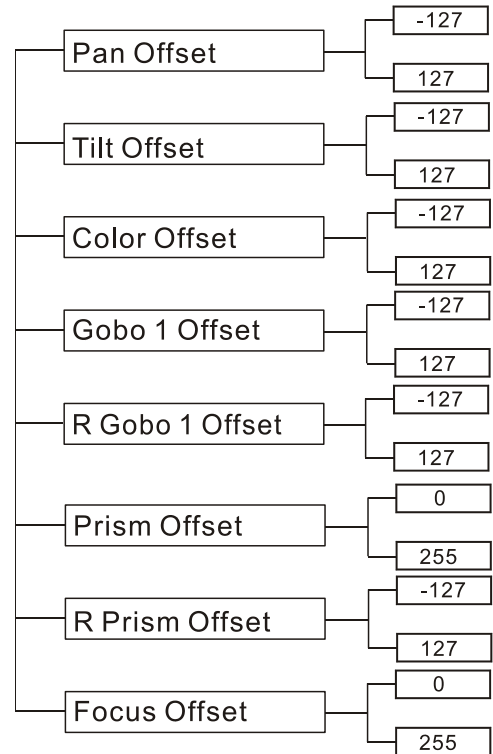 -127
Pan Offset
127
-127
Tilt Offset
127
-127
Color Offset
127
-127
Gobo 1 Offset
127
-127
R Gobo 1 Offset
127
0
Prism Offset
255
-127
R Prism Offset
127
0
Focus Offset
255